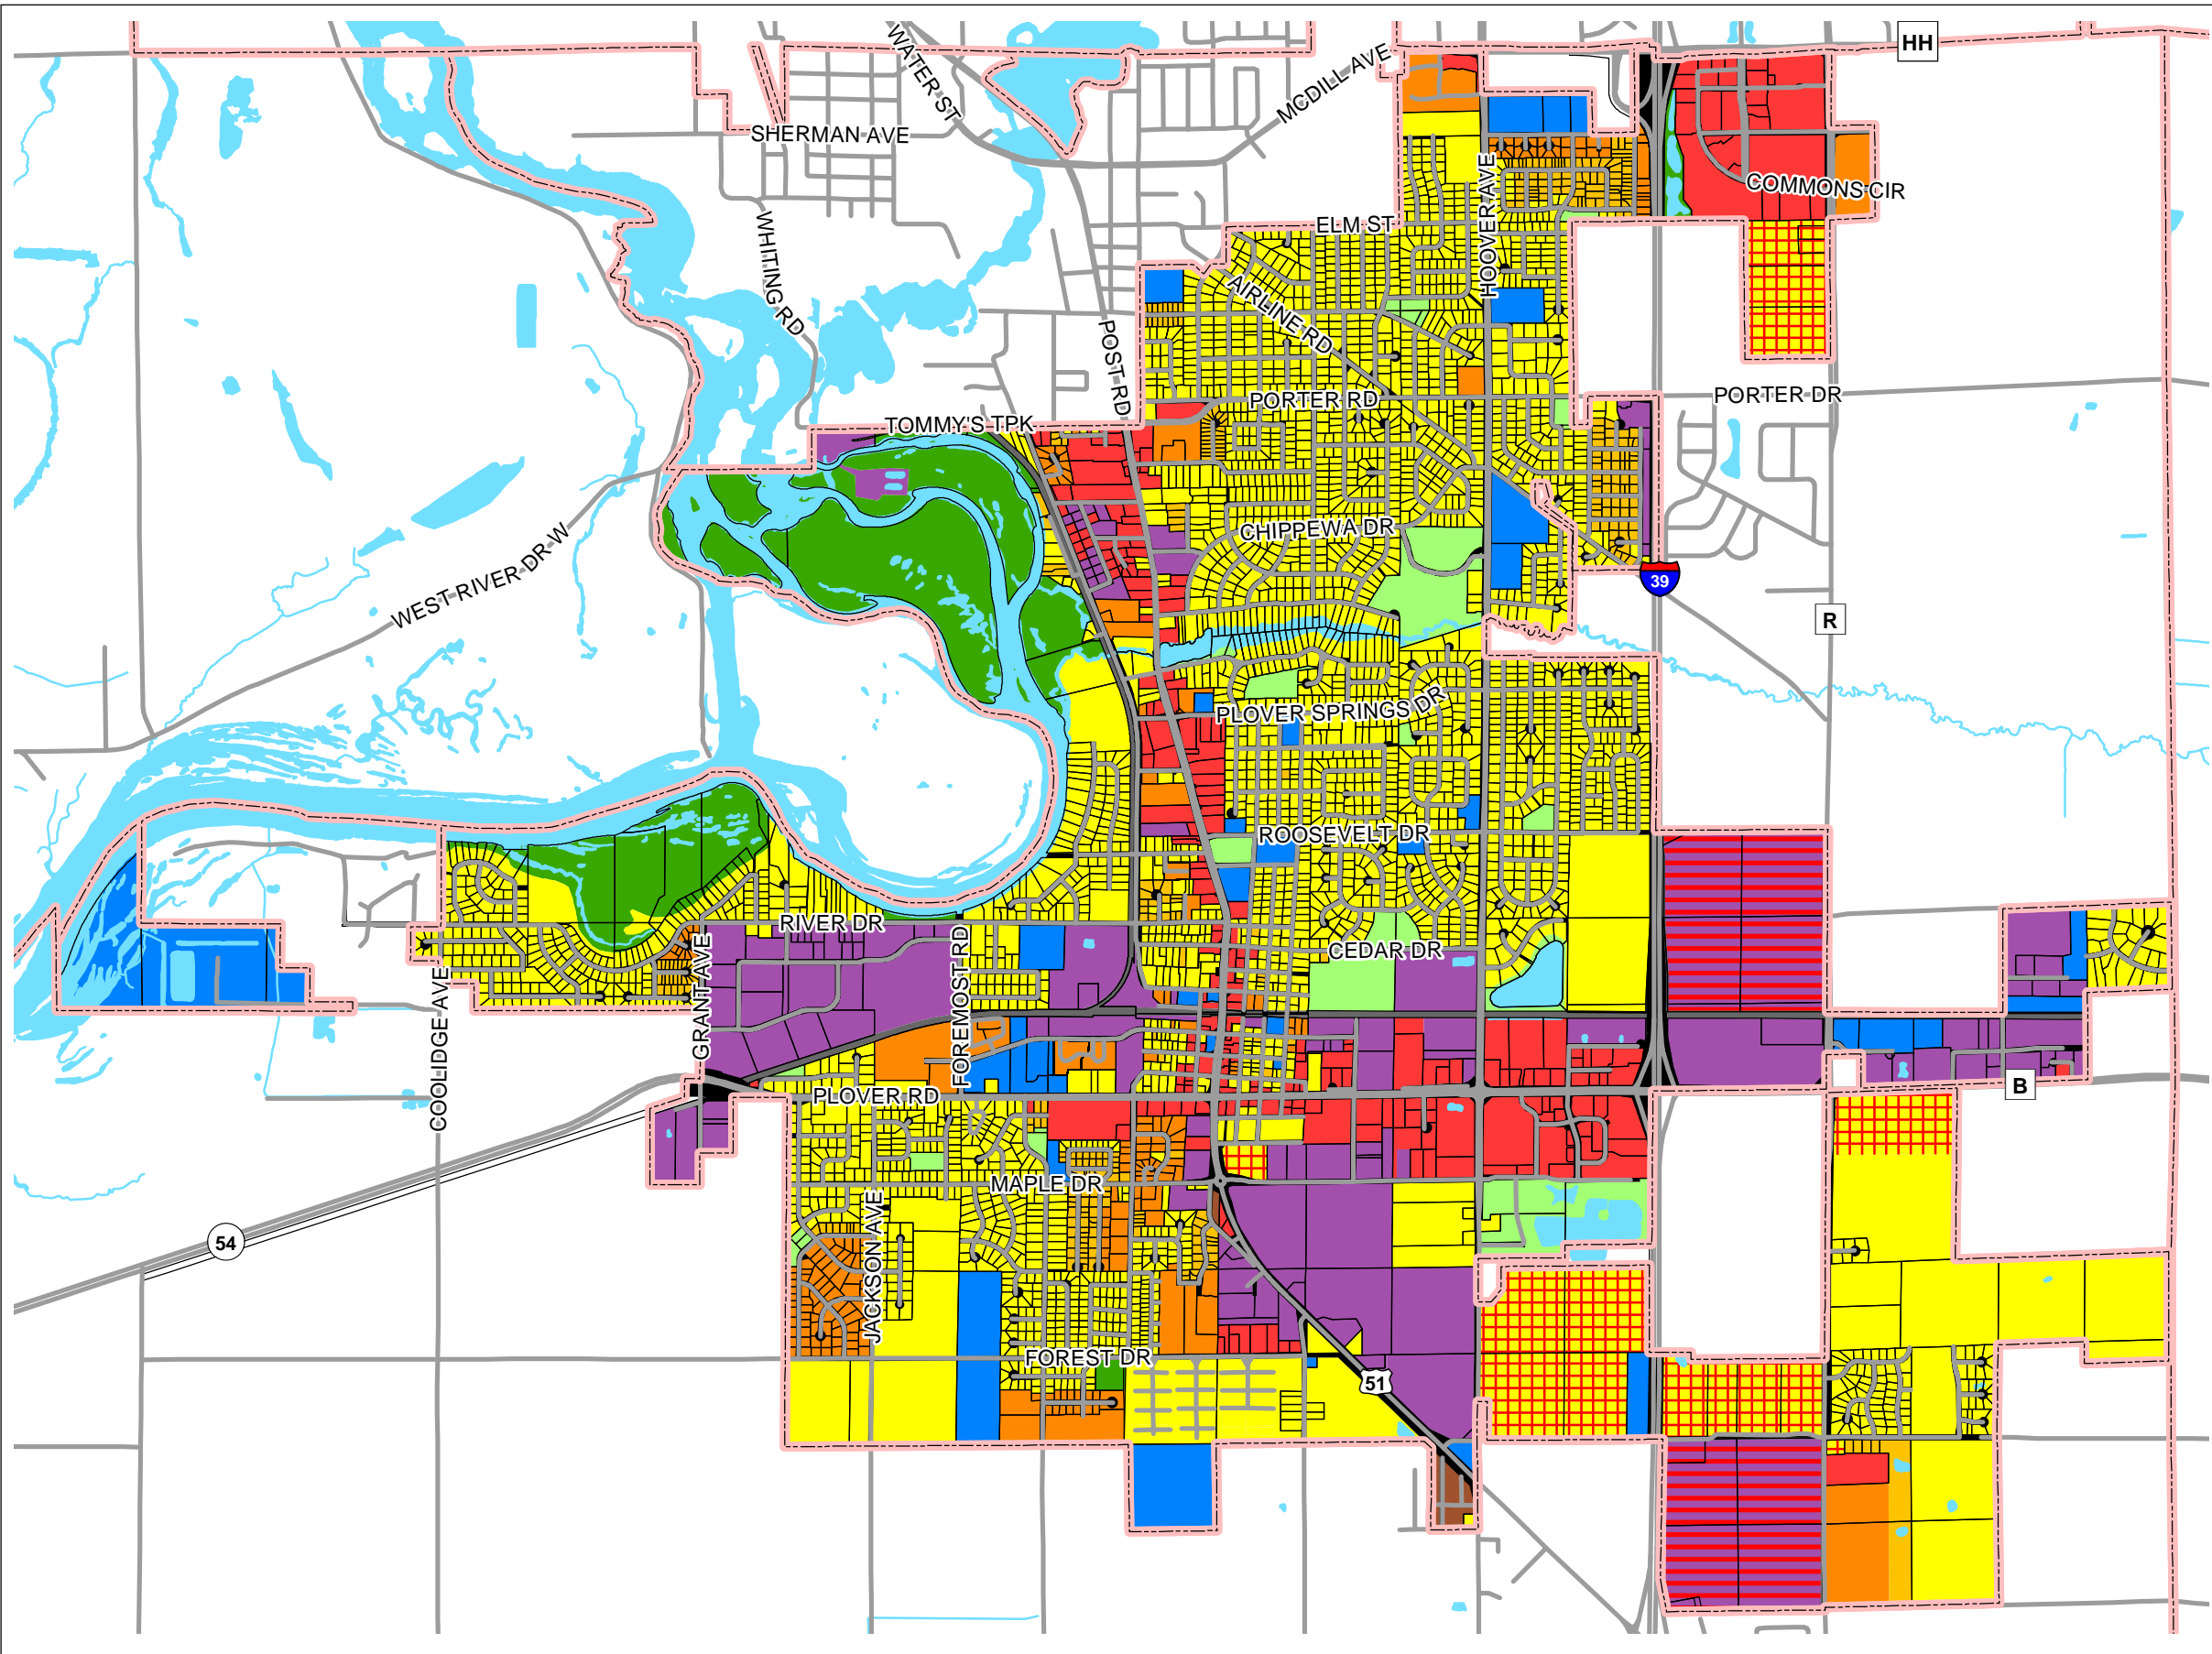 HH
WATER ST
MCDILL AVE
SHERMAN AVE
COMMONS CIR
ELM ST
HOOVER AVE
WHITING RD
AIRLINE RD
POST RD
PORTER RD
PORTER DR
TOMMY'S TPK
CHIPPEWA DR
WEST RIVER DR W
39
R
PLOVER SPRINGS DR
ROOSEVELT DR
RIVER DR
CEDAR DR
GRANT AVE
FOREMOST RD
COOLIDGE AVE
PLOVER RD
B
MAPLE DR
JACKSON AVE
54
FOREST DR
51